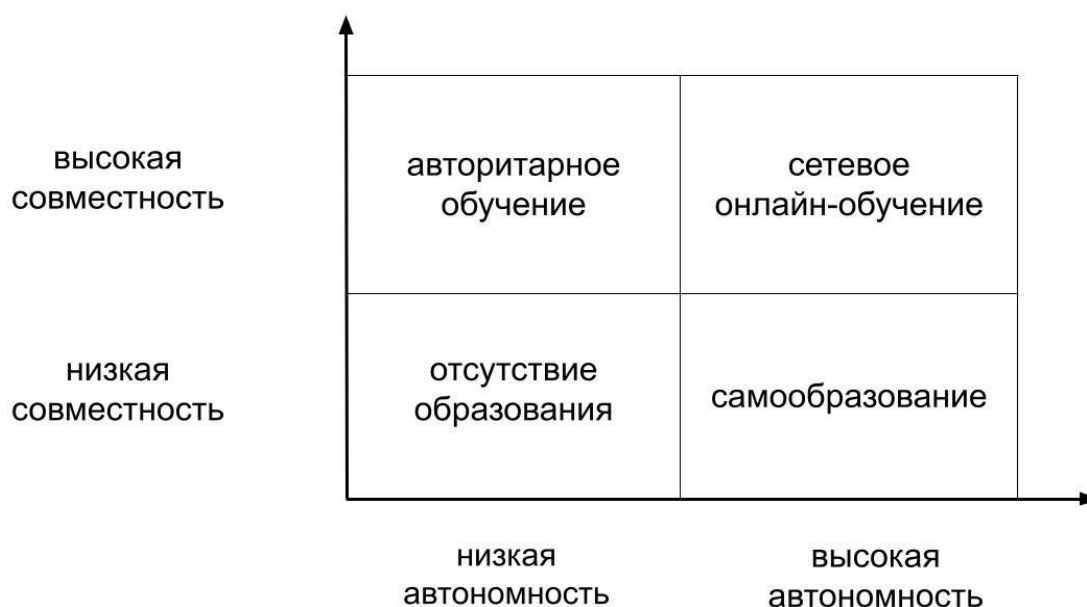 высокая
совместность
авторитарное
обучение
сетевое
онлайн-обучение
низкая
совместность
отсутствие
образования
самообразование
низкая
автономность
высокая
автономность